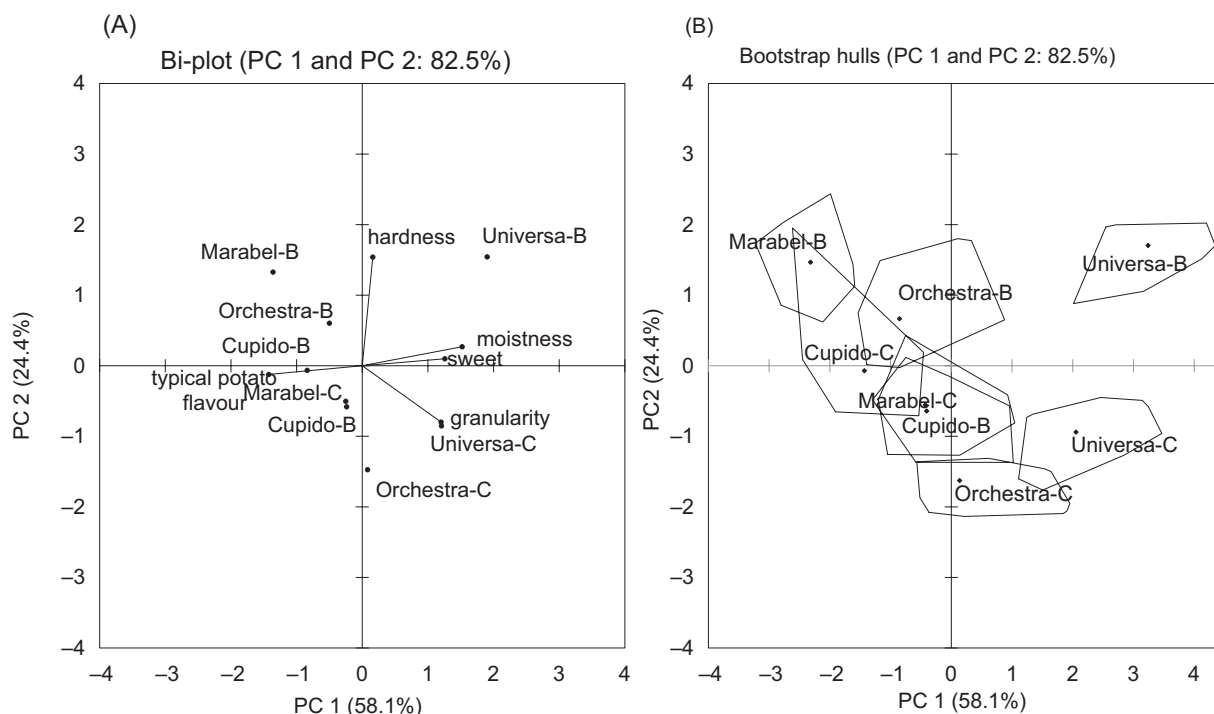 (A)
Bi-plot (PC 1 and PC 2: 82.5%)
4
3
2
1
0
–1
–2
–3
–4
PC 2 (24.4%)
Marabel-B
hardness
Universa-B
Orchestra-B
moistness
Cupido-B
sweet
typical potato
flavour
Marabel-C
Cupido-B
granularity
Universa-C
Orchestra-C
–4 –3 –2 –1 0 1 2 3 4
PC 1 (58.1%)
(B)
Bootstrap hulls (PC 1 and PC 2: 82.5%)
4
3
2
1
0
–1
–2
–3
–4
PC2 (24.4%)
Marabel-B
Universa-B
Orchestra-B
Cupido-C
Marabel-C
Cupido-B
Universa-C
Orchestra-C
–4 –3 –2 –1 0 1 2 3 4
PC 1 (58.1%)